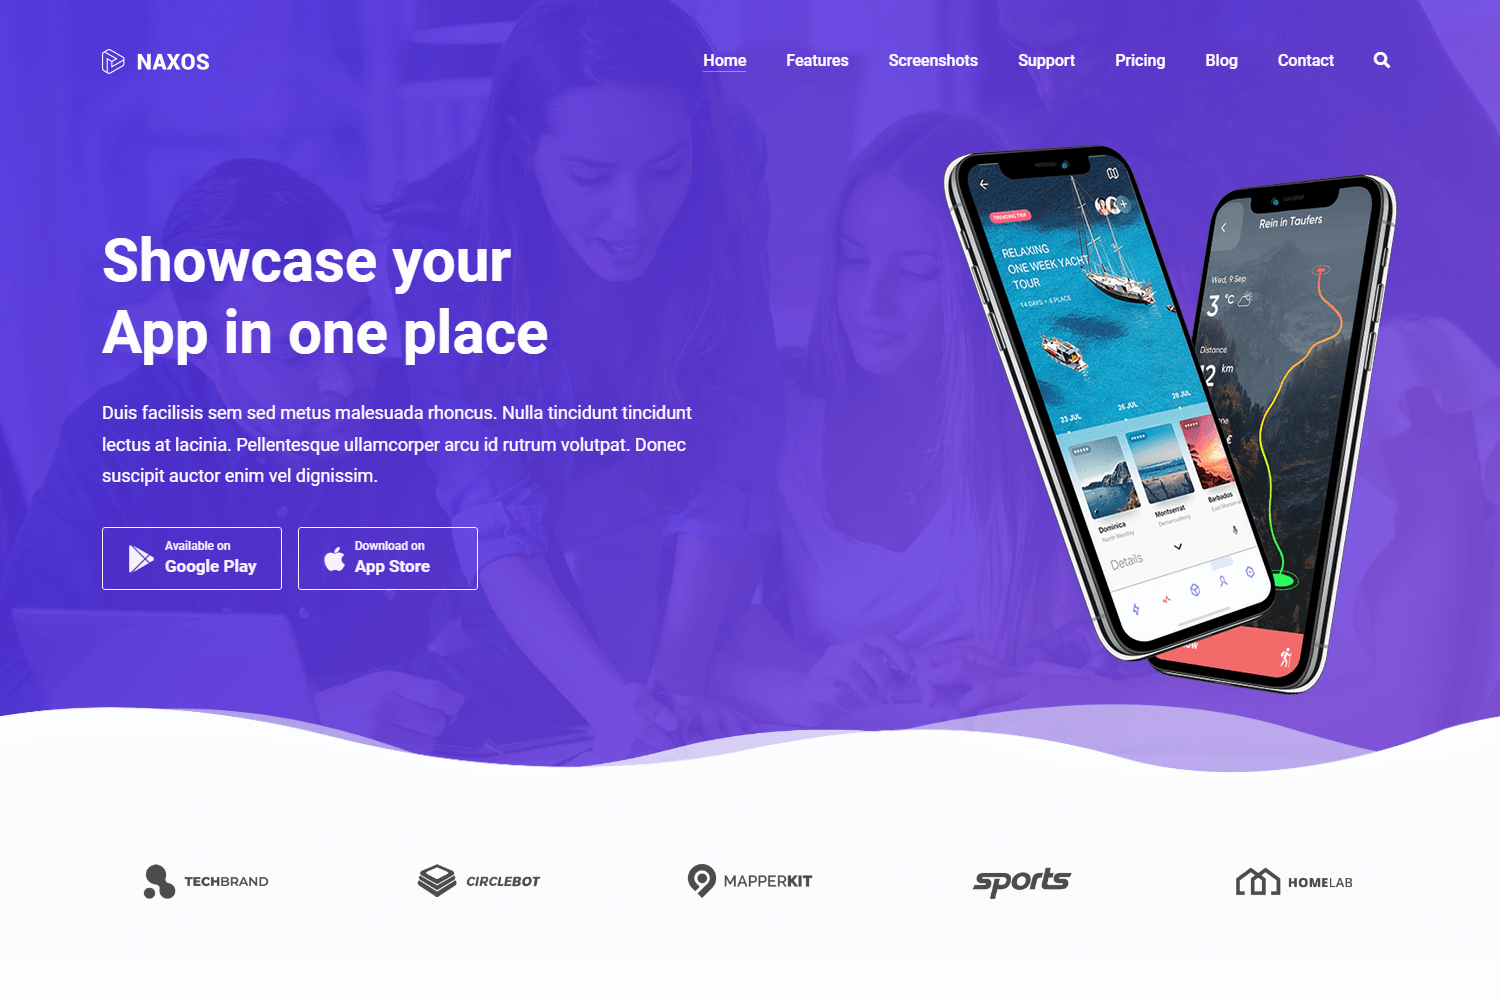 NAXOS
Home
Features
Screenshots
Support
Pricing
Blog
Contact
Showcase your
App in one place
Duis facilisis sem sed metus malesuada rhoncus. Nulla tincidunt tincidunt
lectus at lacinia. Pellentesque ullamcorper arcu id rutrum volutpat. Donec
suscipit auctor enim vel dignissim.
Available on
Google Play
Download on
App Store
TRENDING TRIP
RELAXING
ONE WEEK YACHT
TOUR
14 DAYS • 6 PLACE
23 JUL
26 JUL
29 JUL
Dominica
North Westley
Montserrat
Barbados
Details
Rein in Taufers
Wed, 9 Sep
3 °C
Distance
km
€
TECHBRAND
CIRCLEBOT
MAPPERKIT
sports
HOMELAB